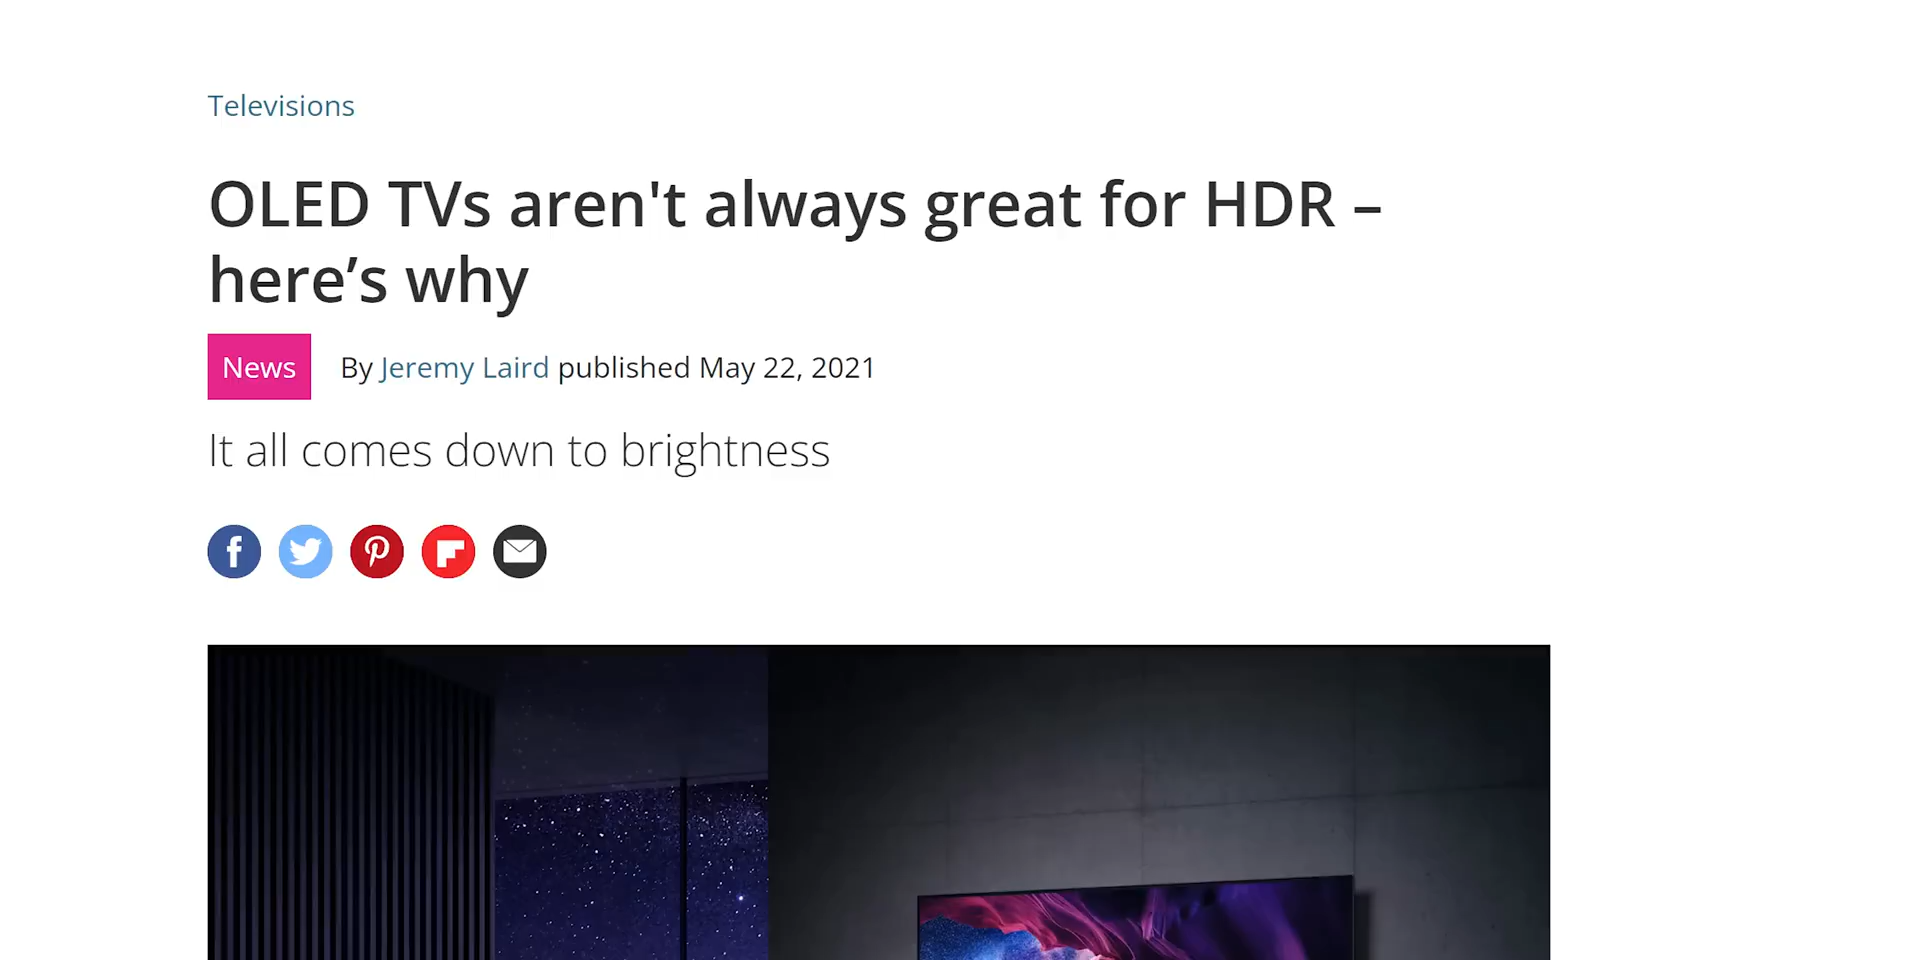 Televisions
OLED TVs aren't always great for HDR –
here’s why
News By Jeremy Laird published May 22, 2021
It all comes down to brightness